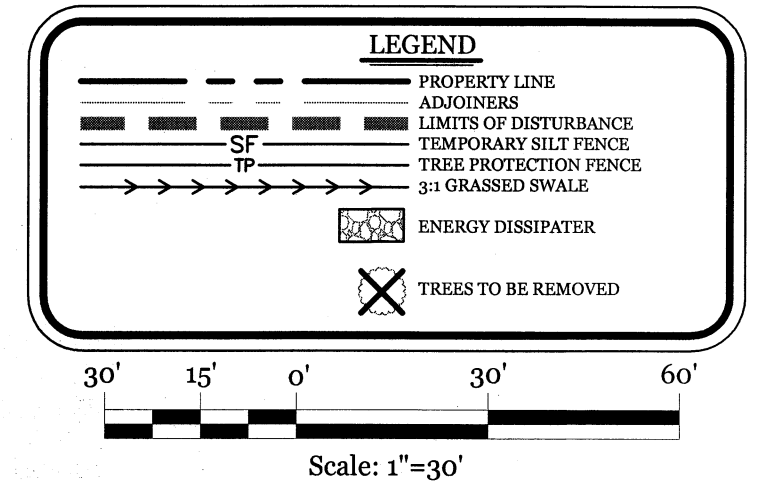 LEGEND
PROPERTY LINE
ADJOINERS
LIMITS OF DISTURBANCE
SF TEMPORARY SILT FENCE
TP TREE PROTECTION FENCE
3:1 GRASSED SWALE
ENERGY DISSIPATER
TREES TO BE REMOVED
30' 15' 0' 30' 60'
Scale: 1"=30'